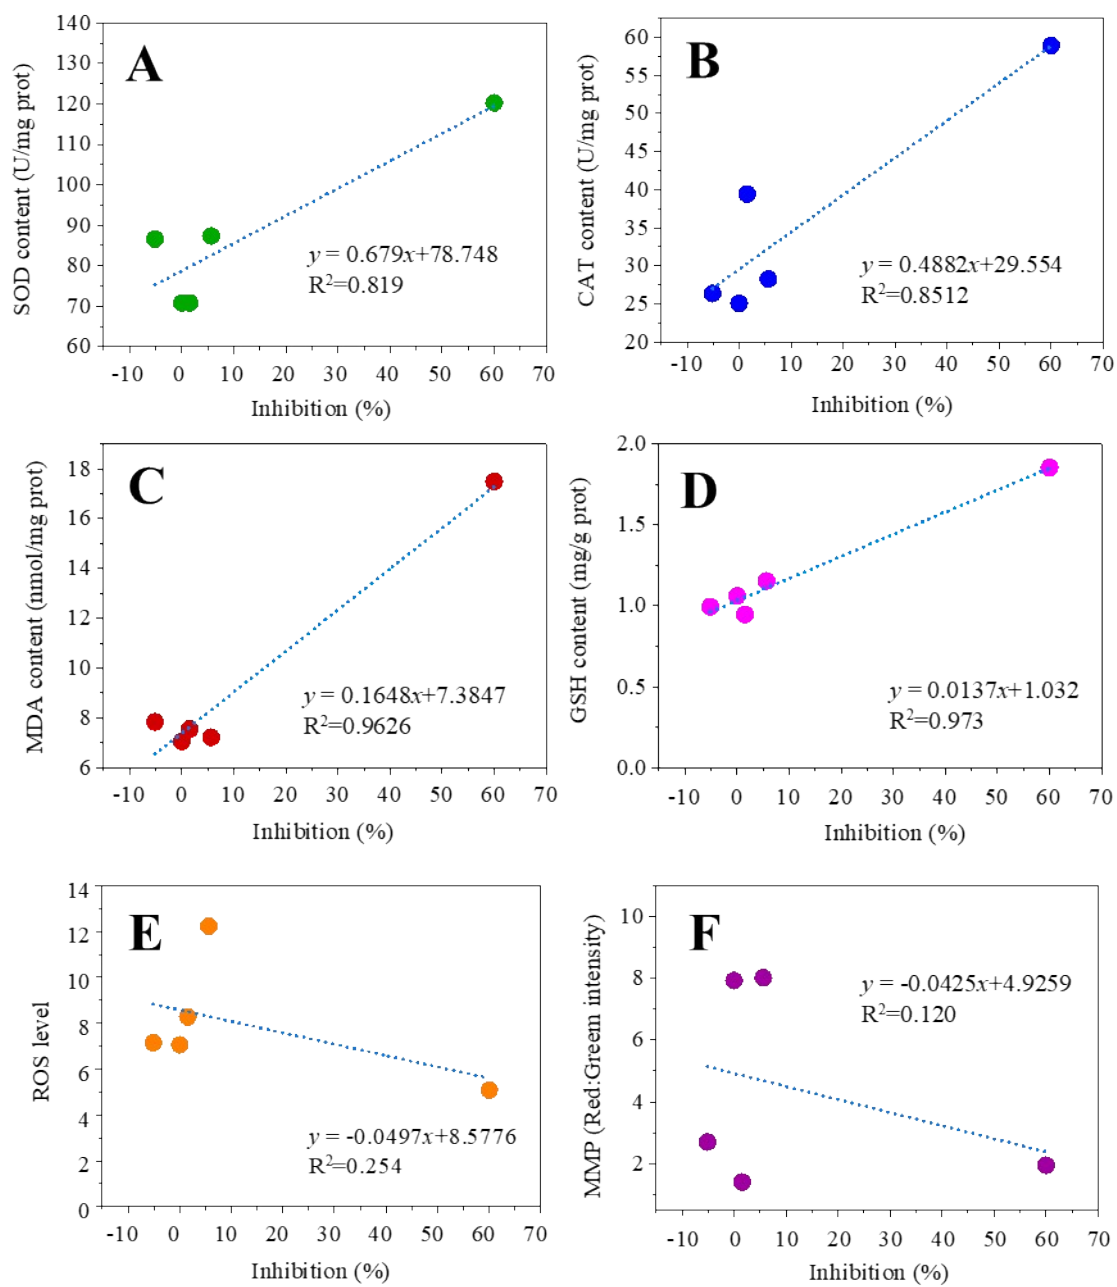 A
SOD content (U/mg prot)
140
130
120
110
100
90
80
70
60
y = 0.679x+78.748
R²=0.819
-10 0 10 20 30 40 50 60 70
Inhibition (%)
B
CAT content (U/mg prot)
60
55
50
45
40
35
30
25
20
y = 0.4882x+29.554
R²=0.8512
-10 0 10 20 30 40 50 60 70
Inhibition (%)
C
MDA content (nmol/mg prot)
18
16
14
12
10
8
6
y = 0.1648x+7.3847
R²=0.9626
-10 0 10 20 30 40 50 60 70
Inhibition (%)
D
GSH content (mg/g prot)
2.0
1.5
1.0
0.5
0.0
y = 0.0137x+1.032
R²=0.973
-10 0 10 20 30 40 50 60 70
Inhibition (%)
E
ROS level
14
12
10
8
6
4
2
0
y = -0.0497x+8.5776
R²=0.254
-10 0 10 20 30 40 50 60 70
Inhibition (%)
F
MMP (Red:Greem intensity)
10
8
6
4
2
y = -0.0425x+4.9259
R²=0.120
-10 0 10 20 30 40 50 60 70
Inhibition (%)